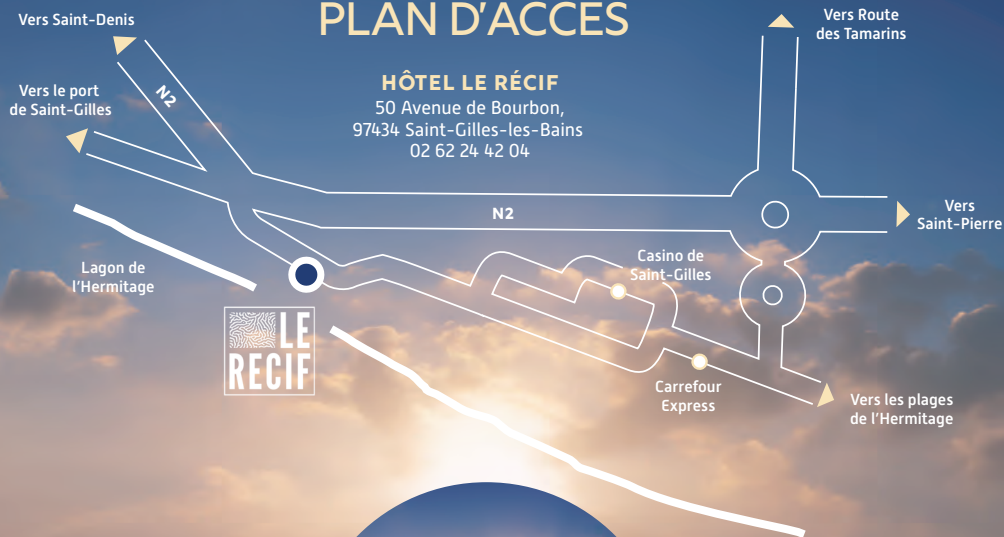 PLAN D'ACCES
HÔTEL LE RÉCIF
50 Avenue de Bourbon,
97434 Saint-Gilles-les-Bains
02 62 24 42 04
Vers Saint-Denis
Vers le port
de Saint-Gilles
N2
Vers Route
des Tamarins
N2
Vers
Saint-Pierre
Lagon de
l'Hermitage
Casino de
Saint-Gilles
LE
RECIF
Carrefour
Express
Vers les plages
de l'Hermitage